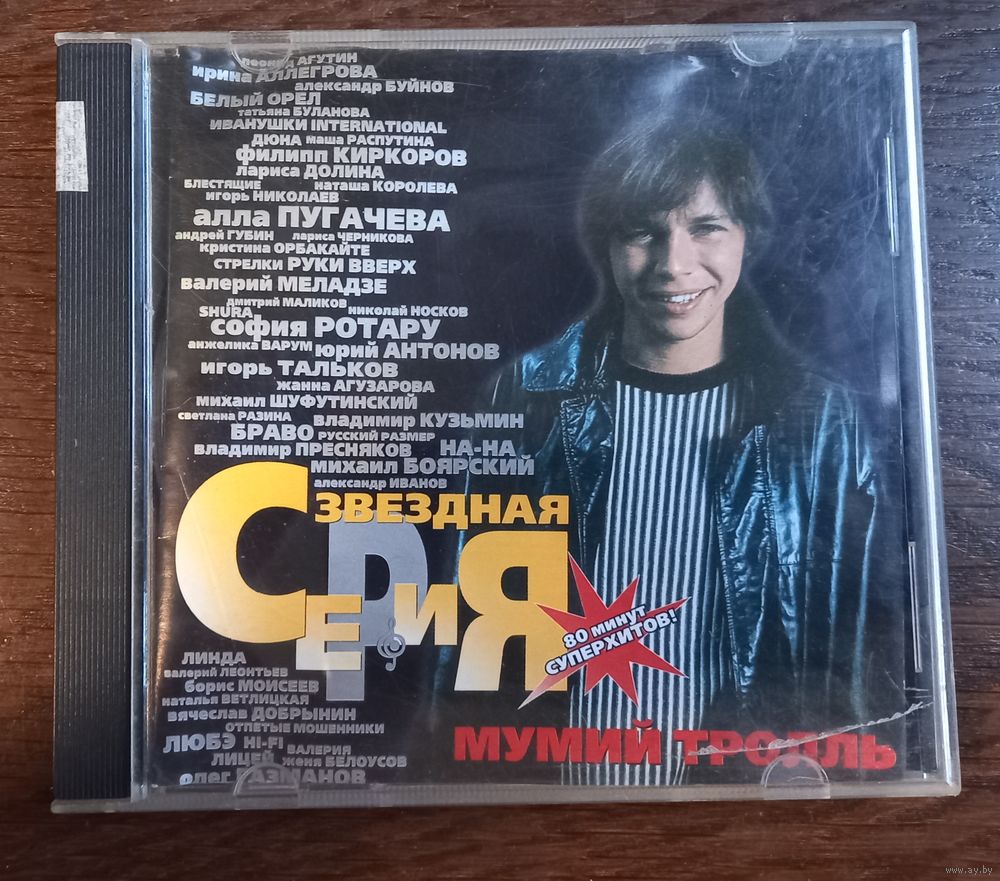 леонид АГУТИН
ирина АЛЛЕГРОВА
александр БУЙНОВ
БЕЛЫЙ ОРЕЛ
татьяна БУЛАНОВА
ИВАНУШКИ INTERNATIONAL
ДЮНА маша РАСПУТИНА
филипп КИРКОРОВ
лариса ДОЛИНА
БЛЕСТЯЩИЕ наташа КОРОЛЕВА
игорь НИКОЛАЕВ
алла ПУГАЧЕВА
андрей ГУБИН лариса ЧЕРНИКОВА
кристина ОРБАКАЙТЕ
СТРЕЛКИ РУКИ ВВЕРХ
валерий МЕЛАДЗЕ
дмитрий МАЛИКОВ
SHURA николай НОСКОВ
софия РОТАРУ
анжелика ВАРУМ юрий АНТОНОВ
игорь ТАЛЬКОВ
жанна АГУЗАРОВА
михаил ШУФУТИНСКИЙ
светлана РАЗИНА владимир КУЗЬМИН
БРАВО РУССКИЙ РАЗМЕР
владимир ПРЕСНЯКОВ НА-НА
михаил БОЯРСКИЙ
александр ИВАНОВ
ЗВЕЗДНАЯ
СЕРИЯ
80 минут
СУПЕРХИТОВ!
ЛИНДА
валерий ЛЕОНТЬЕВ
борис МОИСЕЕВ
наталья ВЕТЛИЦКАЯ
вячеслав ДОБРЫНИН
ОТПЕТЫЕ МОШЕННИКИ
ЛЮБЭ HI-FI ВАЛЕРИЯ
ЛИЦЕЙ женя БЕЛОУСОВ
олег ГАЗМАНОВ
МУМИЙ ТРОЛЛЬ
www.ay.by